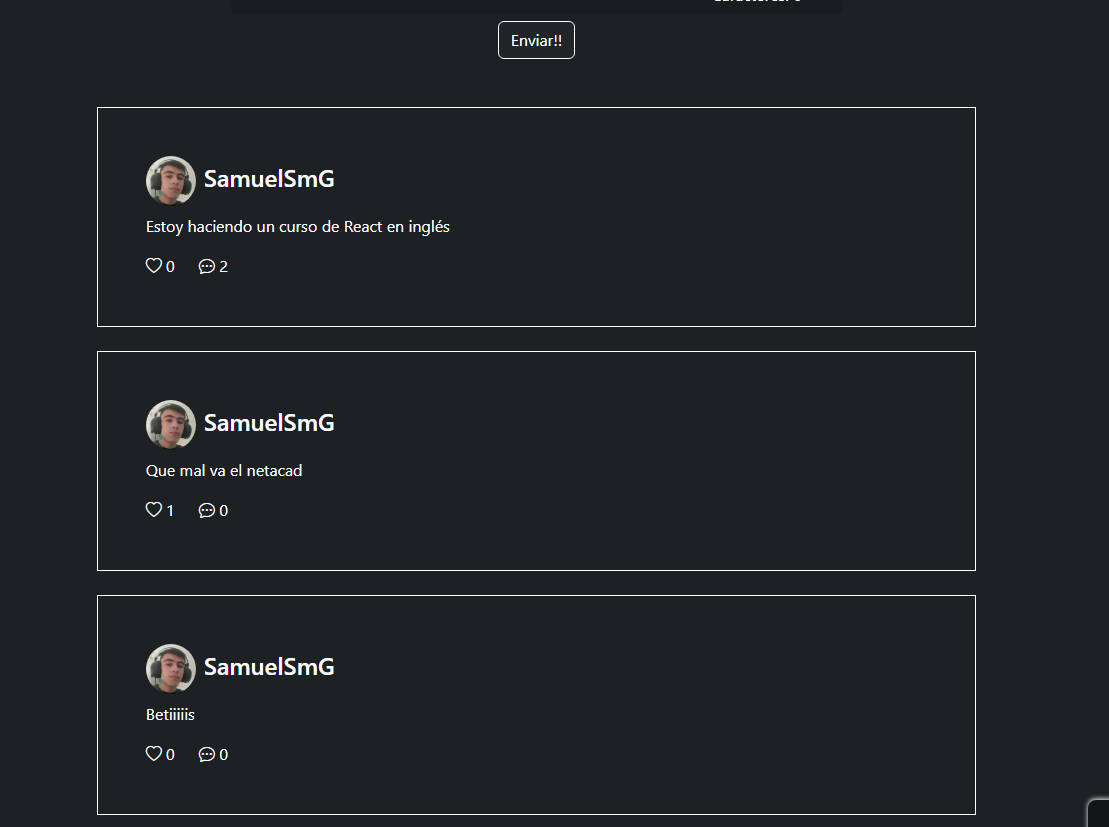 Enviar!!
SamuelSmG
Estoy haciendo un curso de React en inglés
0 2
SamuelSmG
Que mal va el netacad
1 0
SamuelSmG
Betiiiiis
0 0